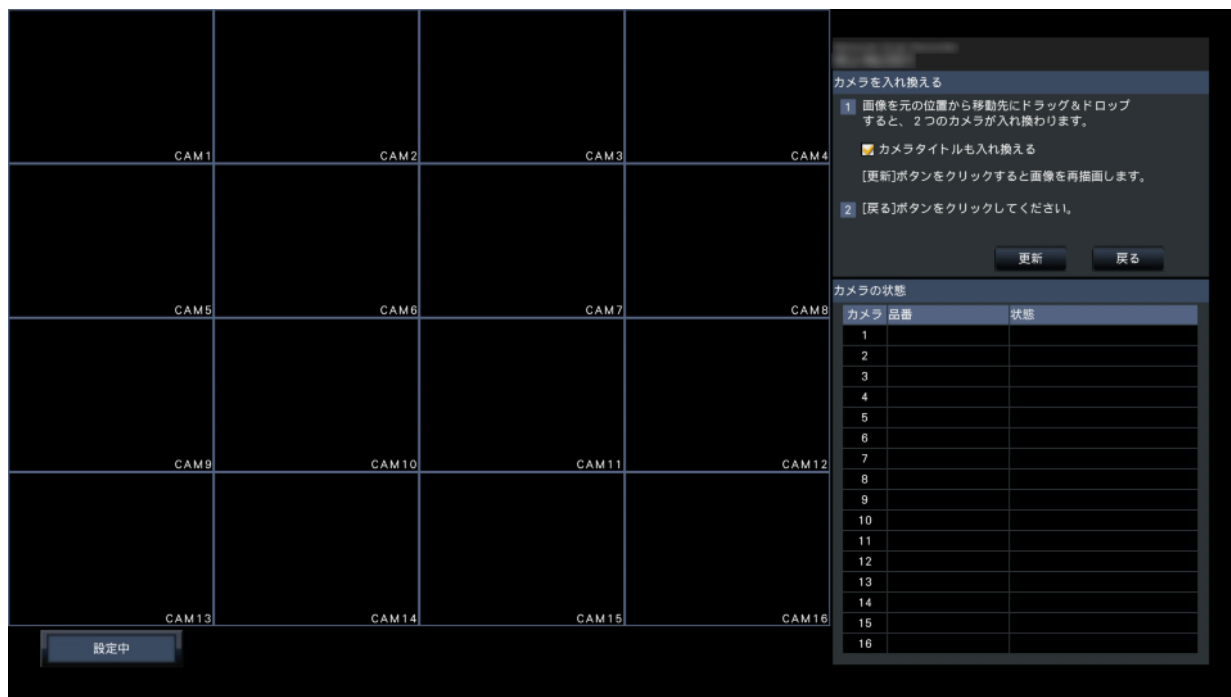 CAM1 CAM2 CAM3 CAM4
CAM5 CAM6 CAM7 CAM8
CAM9 CAM10 CAM11 CAM12
CAM13 CAM14 CAM15 CAM16
設定中
カメラを入れ換える
1 画像を元の位置から移動先にドラッグ&ドロップ
すると、2つのカメラが入れ換わります。
カメラタイトルも入れ換える
[更新]ボタンをクリックすると画像を再描画します。
2 [戻る]ボタンをクリックしてください。
更新 戻る
カメラの状態
カメラ 品番 状態
1
2
3
4
5
6
7
8
9
10
11
12
13
14
15
16